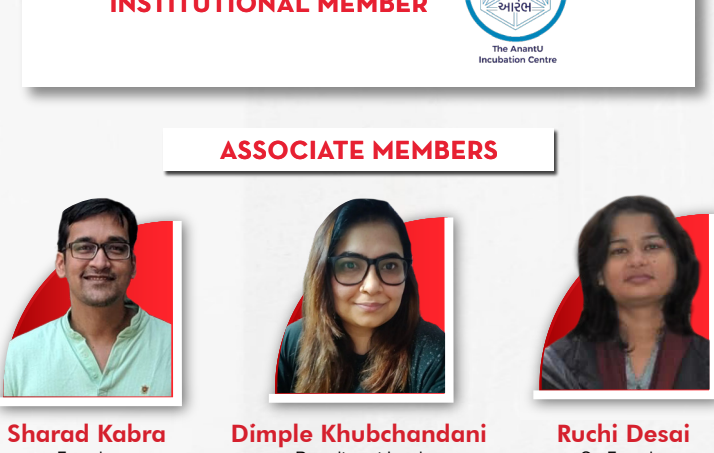 INSTITUTIONAL MEMBER
આરંભ
The AnantU
Incubation Centre
ASSOCIATE MEMBERS
Sharad Kabra
Dimple Khubchandani
Ruchi Desai